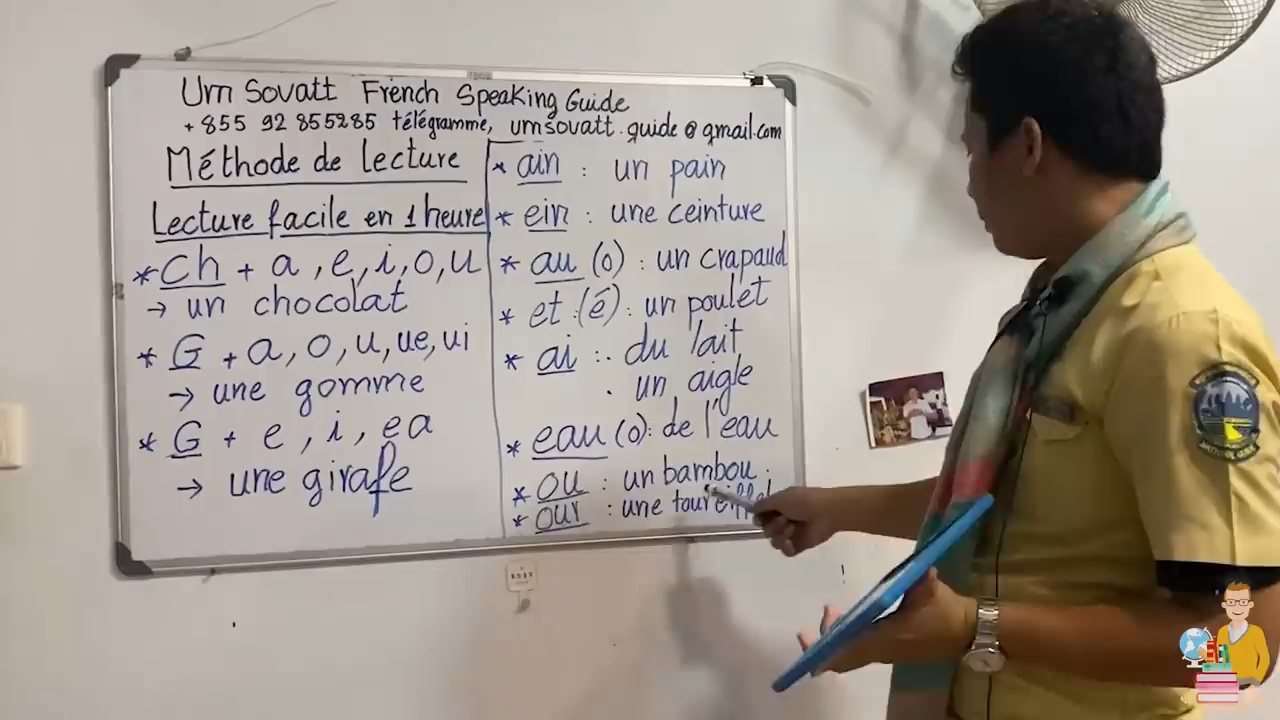 Um Sovatt French Speaking Guide
+855 92 855285 télégramme, umsovatt.guide@gmail.com
Méthode de lecture
Lecture facile en 1 heure
* Ch + a, e, i, o, u
→ un chocolat
* G + a, o, u, ue, ui
→ une gomme
* G + e, i, ea
→ une girafe
* ain : un pain
* ein : une ceinture
* au (o) : un crapaud
* et : (é) : un poulet
* ai : . du lait
. un aigle
* eau (o) : de l'eau
* ou : un bambou
* our : une tour